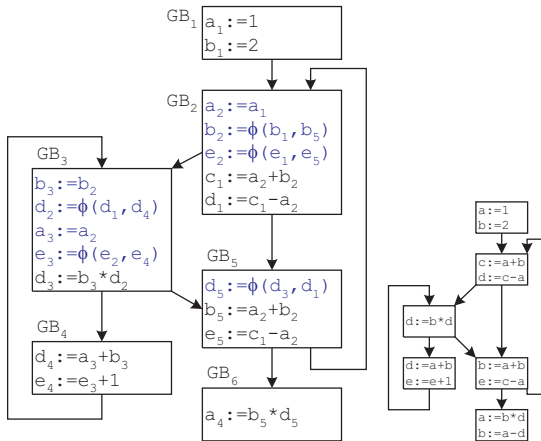 GB₁
a₁:=1
b₁:=2
GB₂
a₂:=a₁
b₂:=ϕ(b₁,b₅)
e₂:=ϕ(e₁,e₅)
c₁:=a₂+b₂
d₁:=c₁-a₂
GB₃
b₃:=b₂
d₂:=ϕ(d₁,d₄)
a₃:=a₂
e₃:=ϕ(e₂,e₄)
d₃:=b₃*d₂
GB₄
d₄:=a₃+b₃
e₄:=e₃+1
GB₅
d₅:=ϕ(d₃,d₁)
b₅:=a₂+b₂
e₅:=c₁-a₂
GB₆
a₄:=b₅*d₅
a:=1
b:=2
c:=a+b
d:=c-a
d:=b*d
d:=a+b
e:=e+1
b:=a+b
e:=c-a
a:=b*d
b:=a-d